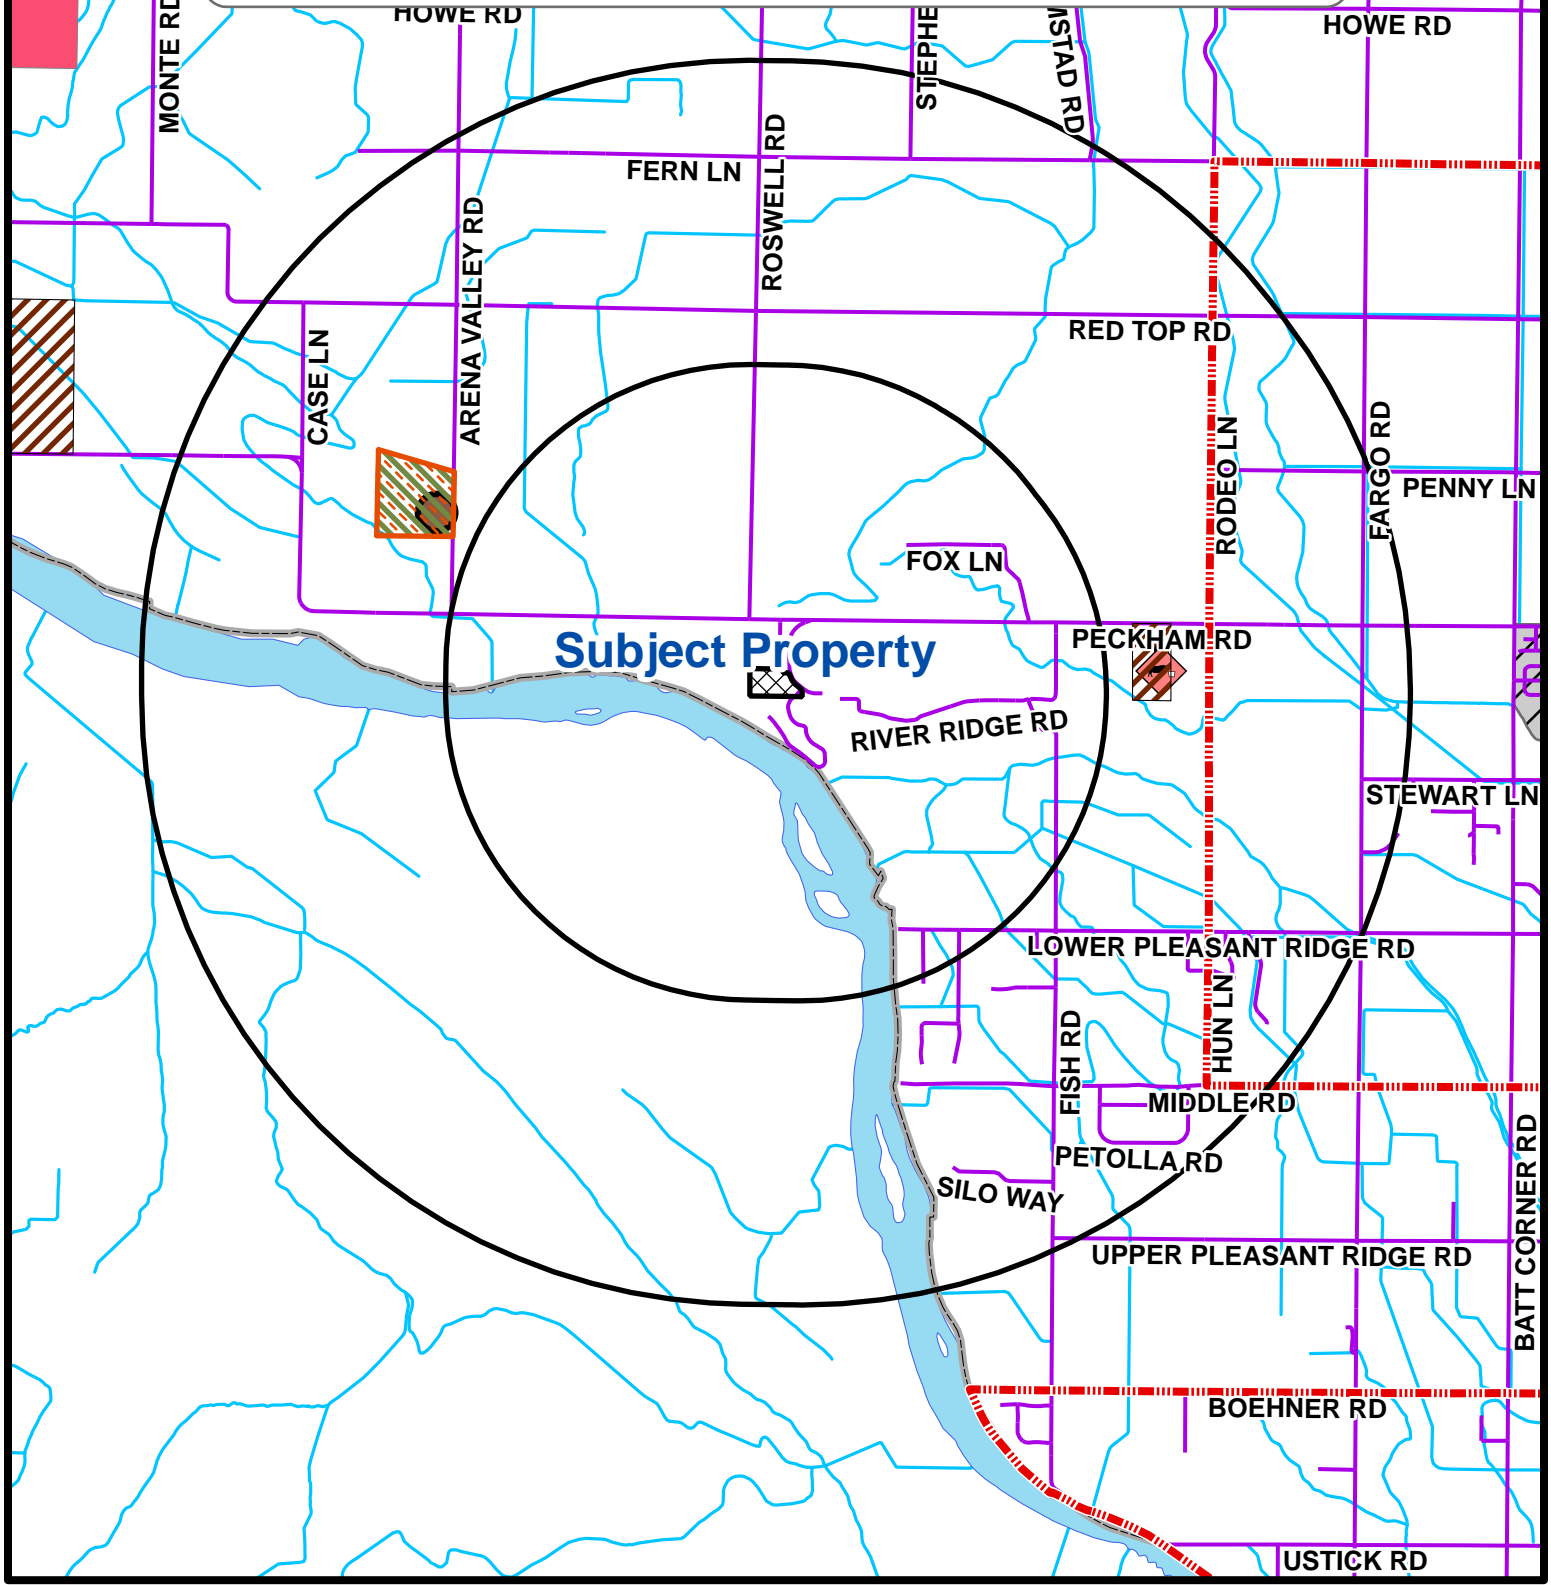 HOWE RD
HOWE RD
MONTE RD
STEPHE
MSTAD RD
FERN LN
ROSWELL RD
ARENA VALLEY RD
RED TOP RD
CASE LN
RODEO LN
FARGO RD
PENNY LN
FOX LN
PECKHAM RD
Subject Property
RIVER RIDGE RD
STEWART LN
LOWER PLEASANT RIDGE RD
HUN LN
FISH RD
MIDDLE RD
PETOLLA RD
SILO WAY
BATT CORNER RD
UPPER PLEASANT RIDGE RD
BOEHNER RD
USTICK RD